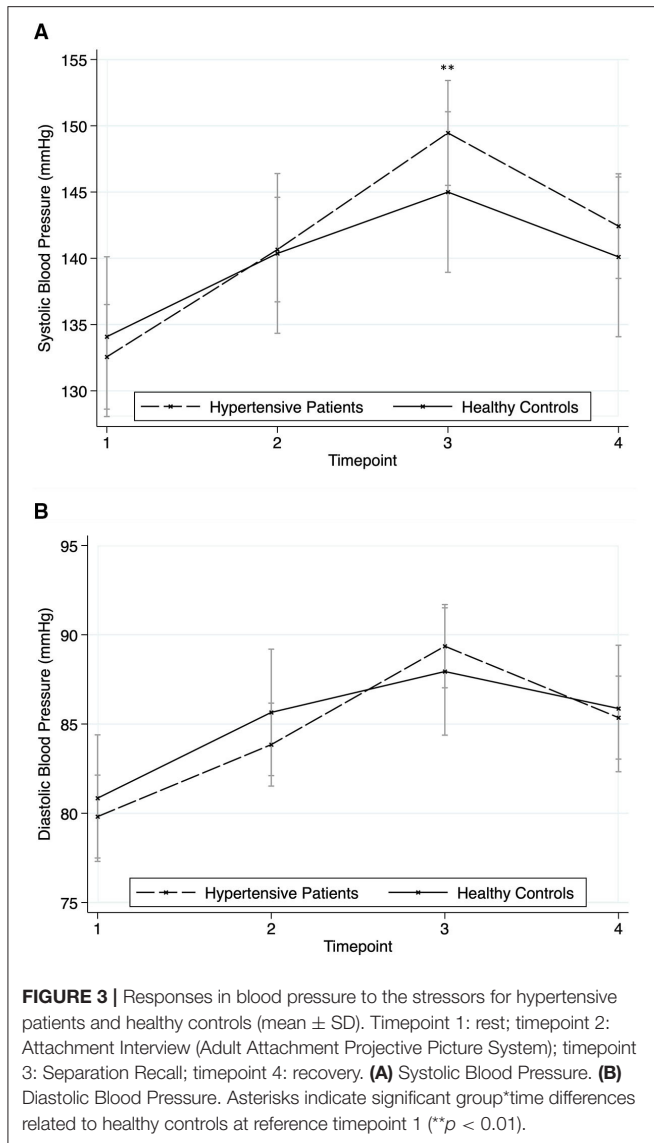 A
155
**
150
145
140
135
130
Systolic Blood Pressure (mmHg)
Hypertensive Patients Healthy Controls
1 2 3 4
Timepoint
B
95
90
85
80
75
Diastolic Blood Pressure (mmHg)
Hypertensive Patients Healthy Controls
1 2 3 4
Timepoint
FIGURE 3 | Responses in blood pressure to the stressors for hypertensive
patients and healthy controls (mean ± SD). Timepoint 1: rest; timepoint 2:
Attachment Interview (Adult Attachment Projective Picture System); timepoint
3: Separation Recall; timepoint 4: recovery. (A) Systolic Blood Pressure. (B)
Diastolic Blood Pressure. Asterisks indicate significant group*time differences
related to healthy controls at reference timepoint 1 (**p < 0.01).